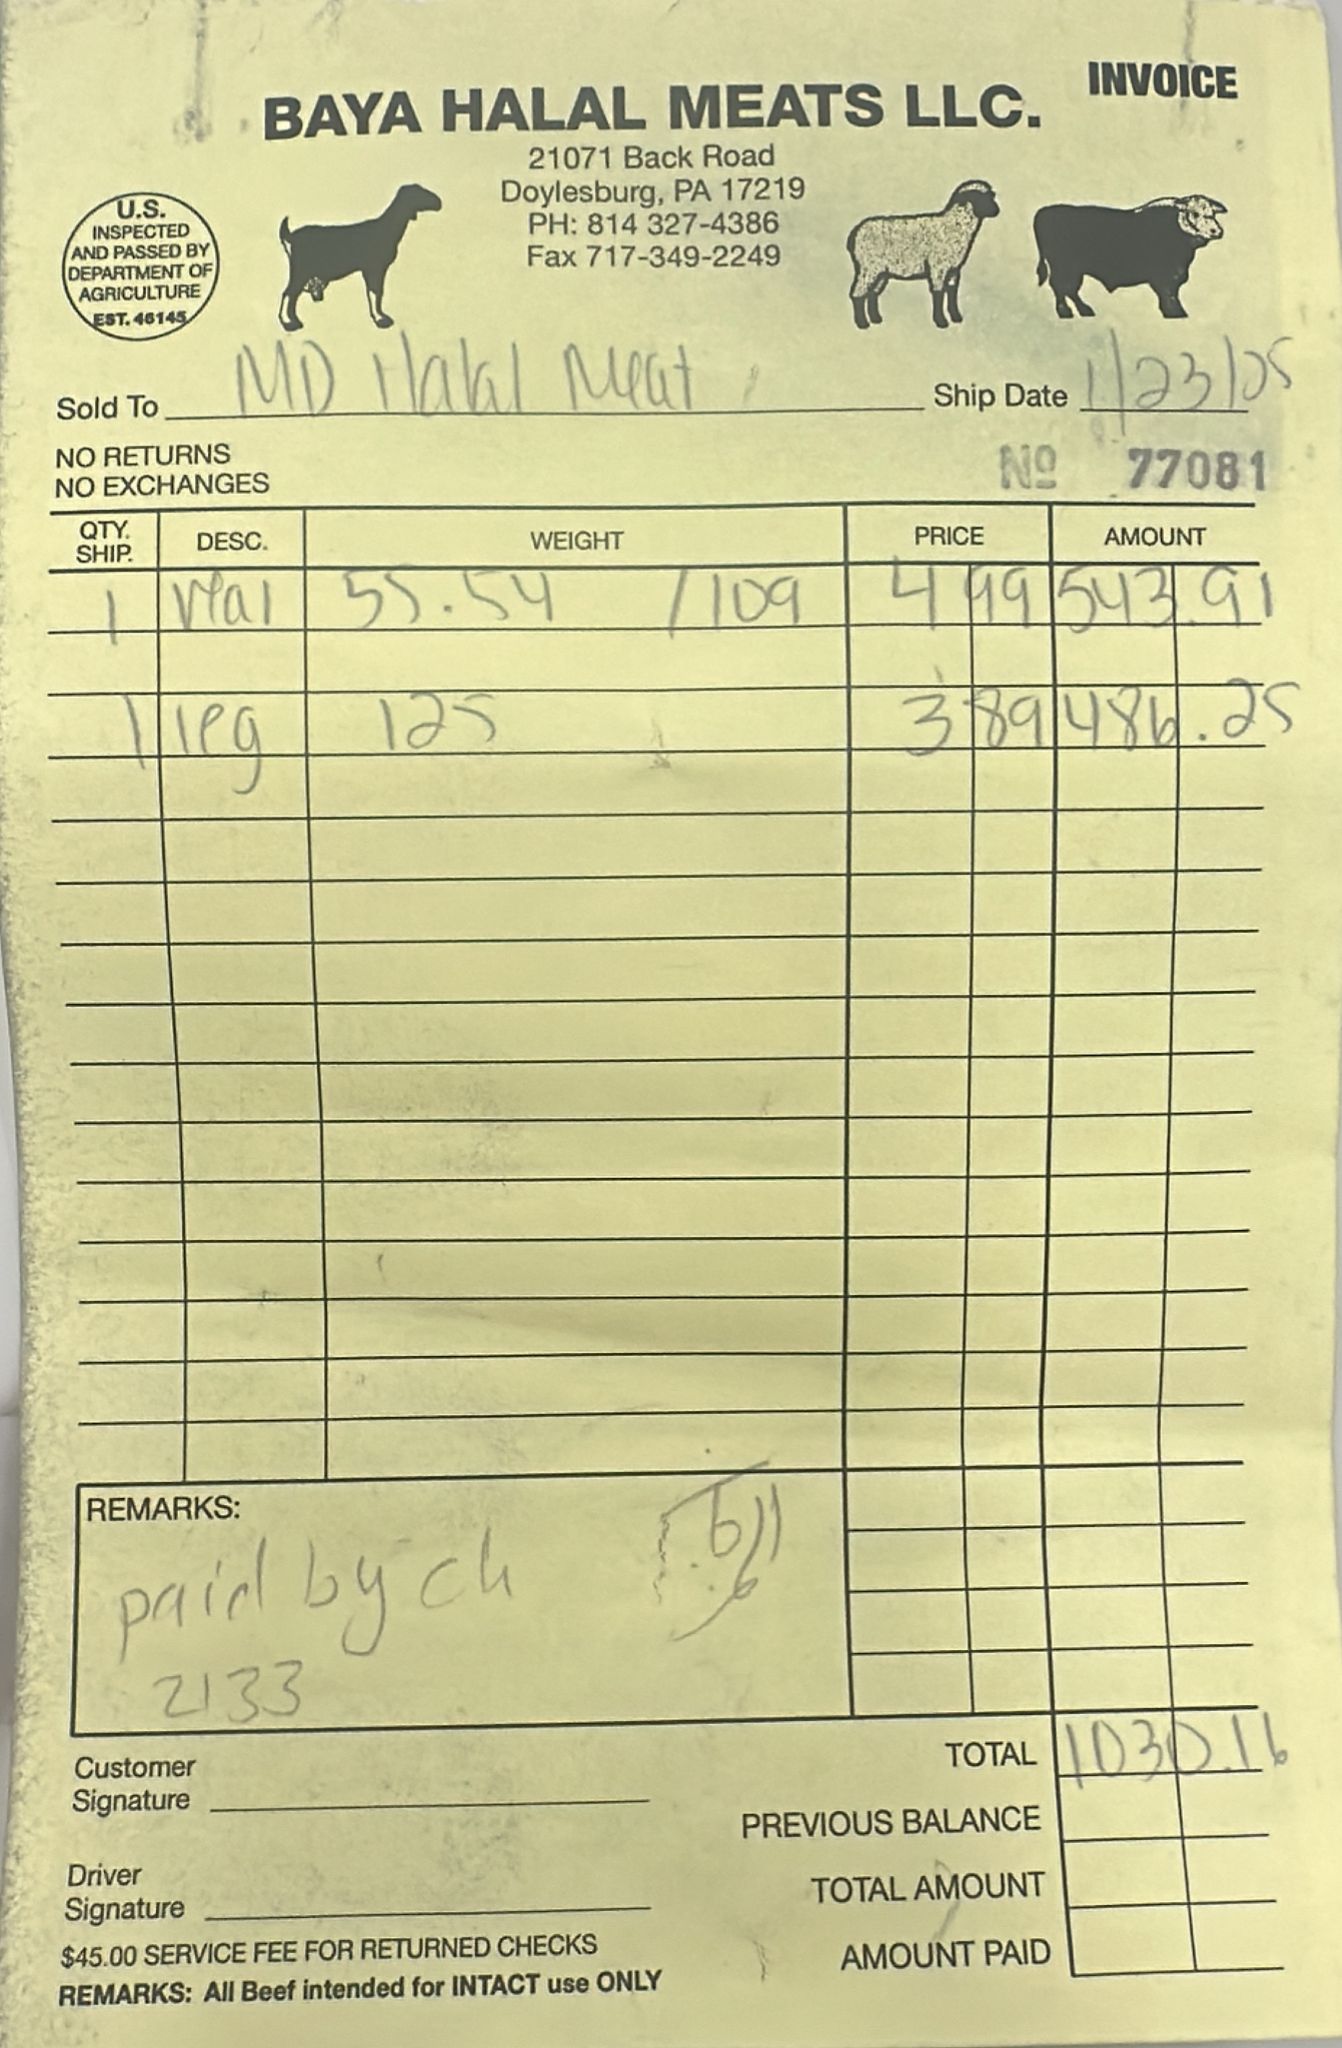 INVOICE
BAYA HALAL MEATS LLC.
21071 Back Road
Doylesburg, PA 17219
PH: 814 327-4386
Fax 717-349-2249
U.S.
INSPECTED
AND PASSED BY
DEPARTMENT OF
AGRICULTURE
EST. 46145
Sold To MD Halal Meat Ship Date 1/23/25
NO RETURNS
NO EXCHANGES
No 77081
QTY. SHIP. DESC. WEIGHT PRICE AMOUNT
1 veal 55.54 /109 4 99 543.91
1 leg 125 3 89 486.25
REMARKS:
paid by ch
2133
TOTAL 1030.16
Customer
Signature
PREVIOUS BALANCE
Driver
Signature
TOTAL AMOUNT
AMOUNT PAID
$45.00 SERVICE FEE FOR RETURNED CHECKS
REMARKS: All Beef intended for INTACT use ONLY